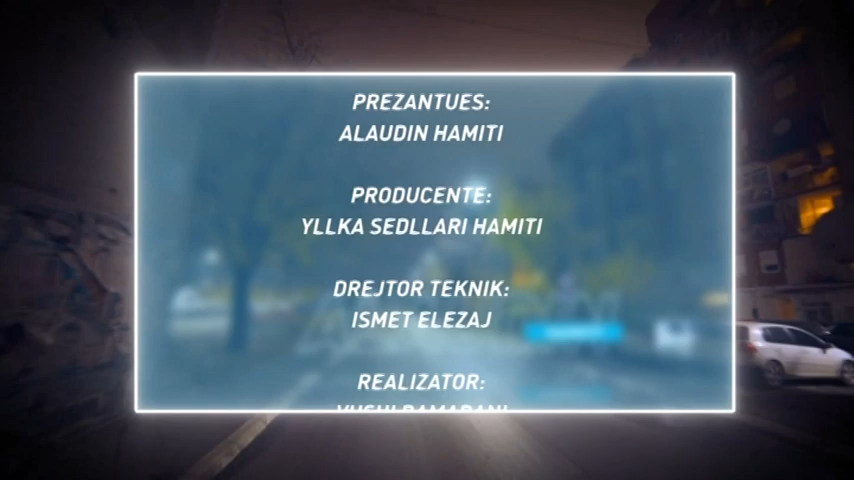 PREZANTUES:
ALAUDIN HAMITI
PRODUCENTE:
YLLKA SEDLLARI HAMITI
DREJTOR TEKNIK:
ISMET ELEZAJ
REALIZATOR: